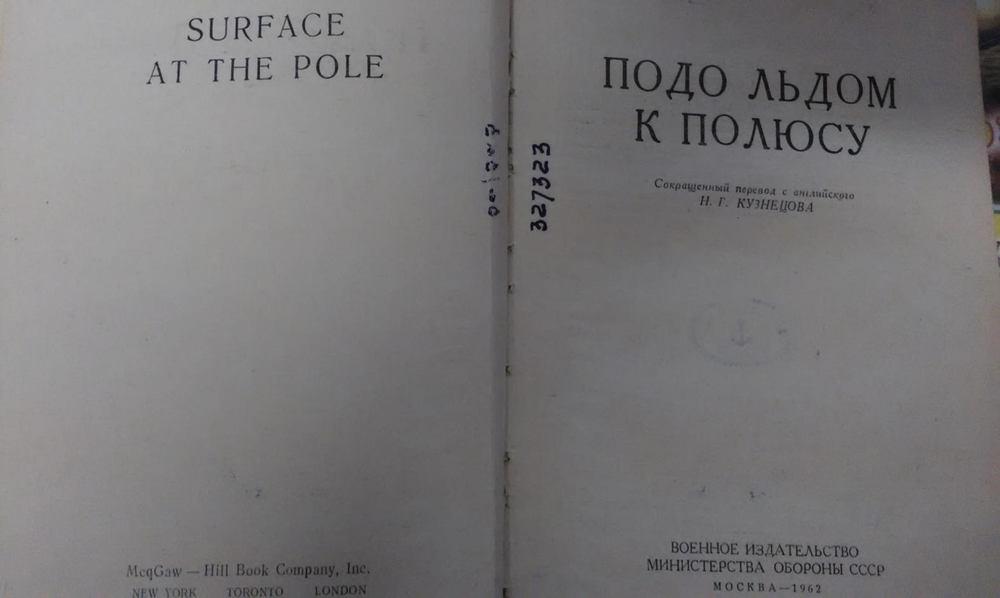 SURFACE
AT THE POLE
McqGaw — Hill Book Company, Inc.
NEW YORK TORONTO LONDON
327323
ПОДО ЛЬДОМ
К ПОЛЮСУ
Сокращенный перевод с английского
Н. Г. КУЗНЕЦОВА
ВОЕННОЕ ИЗДАТЕЛЬСТВО
МИНИСТЕРСТВА ОБОРОНЫ СССР
МОСКВА—1962